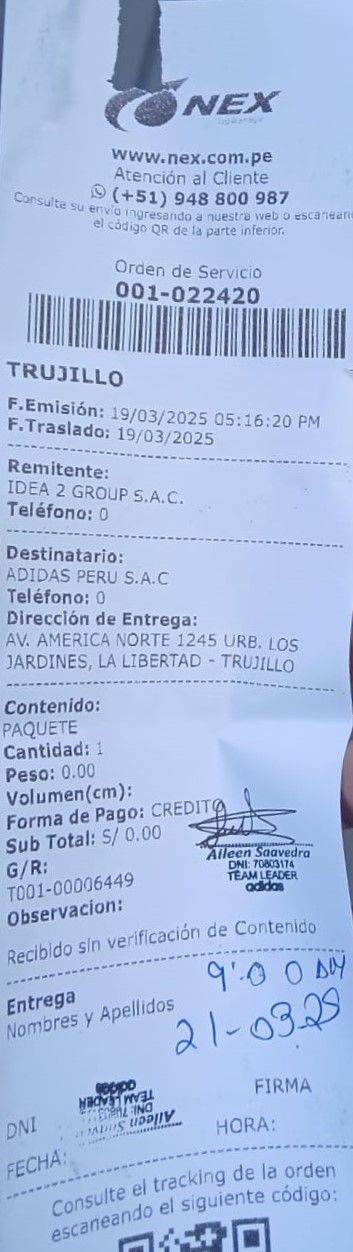 NEX
www.nex.com.pe
Atención al Cliente
(+51) 948 800 987
Consulte su envío ingresando a nuestra web o escanean
el código QR de la parte inferior.
Orden de Servicio
001-022420
TRUJILLO
F.Emisión: 19/03/2025 05:16:20 PM
F.Traslado: 19/03/2025
Remitente:
IDEA 2 GROUP S.A.C.
Teléfono: 0
Destinatario:
ADIDAS PERU S.A.C
Teléfono: 0
Dirección de Entrega:
AV. AMERICA NORTE 1245 URB. LOS
JARDINES, LA LIBERTAD - TRUJILLO
Contenido:
PAQUETE
Cantidad: 1
Peso: 0.00
Volumen(cm):
Forma de Pago: CREDITO
Sub Total: S/ 0.00
Aileen Saavedra
DNI: 70803174
TEAM LEADER
adidas
G/R:
T001-00006449
Observacion:
Recibido sin verificación de Contenido
9:00 AM
Entrega
Nombres y Apellidos
21-03.25
adidas
TEAM LEADER
Aileen
FIRMA
DNI
HORA:
FECHA:
Consulte el tracking de la orden
escaneando el siguiente código: